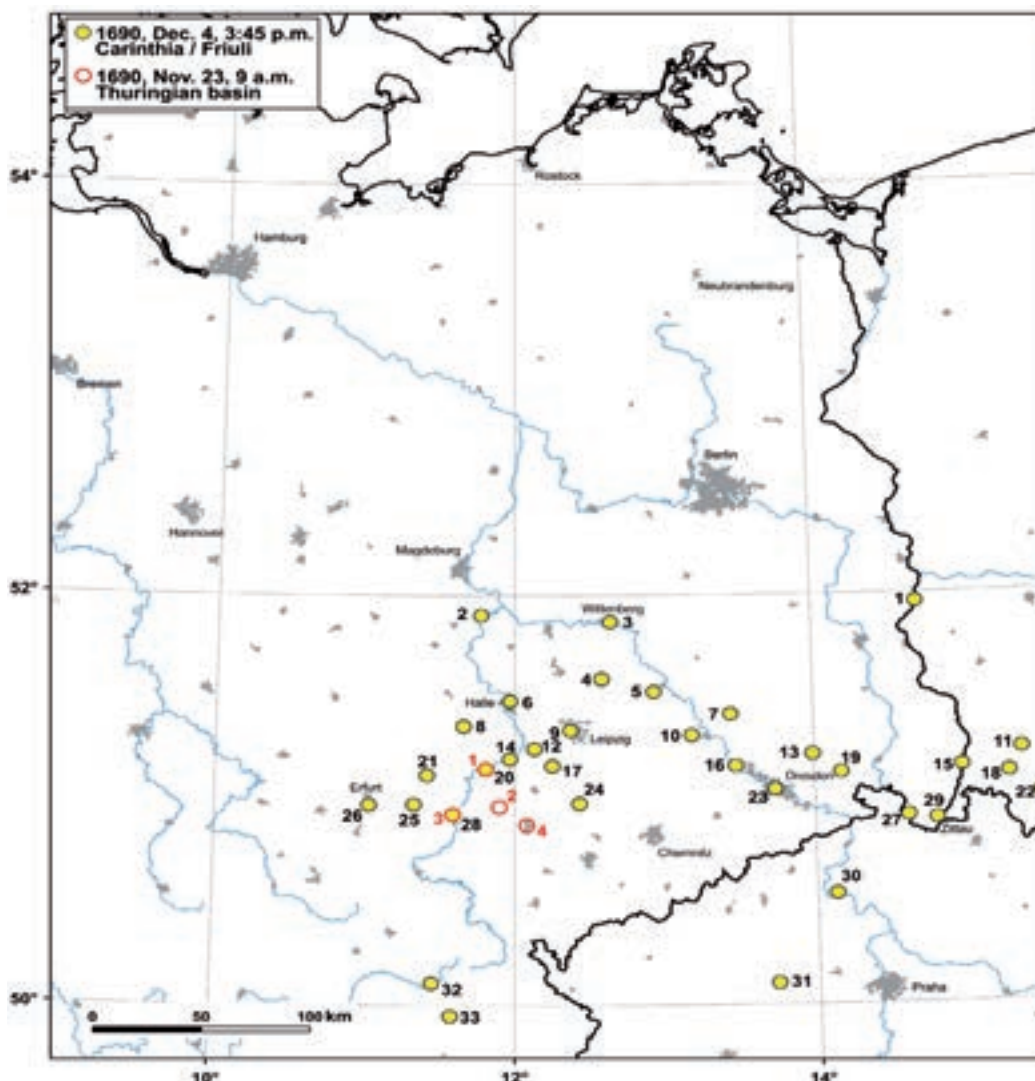 1690, Dec. 4, 3:45 p.m.
Carinthia / Friuli
1690, Nov. 23, 9 a.m.
Thuringian basin
54°
Rostock
Hamburg
Neubrandenburg
Bremen
Berlin
Hannover
Magdeburg
52°
1
2
Wittenberg
3
4
5
Halle
6
7
8
9
Leipzig
10
11
12
13
14
15
1
20
17
16
19
18
21
Dresden
Erfurt
2
24
23
22
26
25
3
28
4
27
29
Zittau
Chemnitz
30
32
31
Praha
50°
33
0 50 100 km
10°
12°
14°